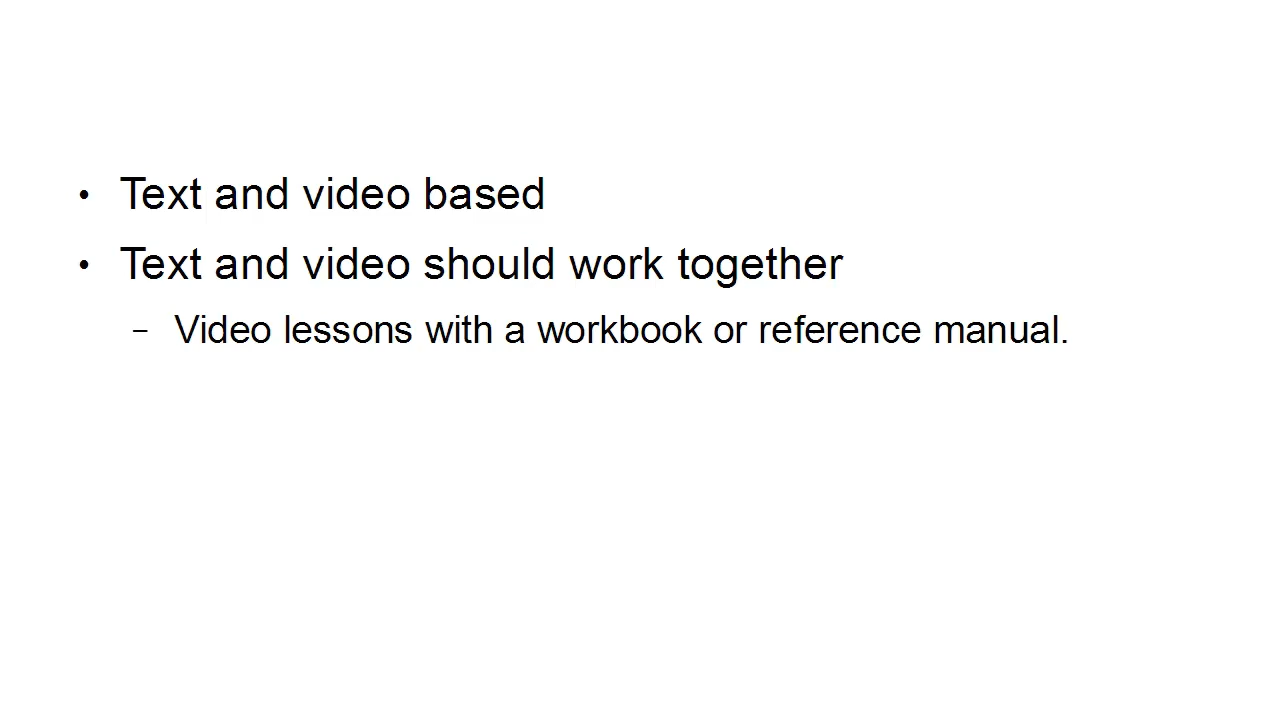 • Text and video based
• Text and video should work together
– Video lessons with a workbook or reference manual.